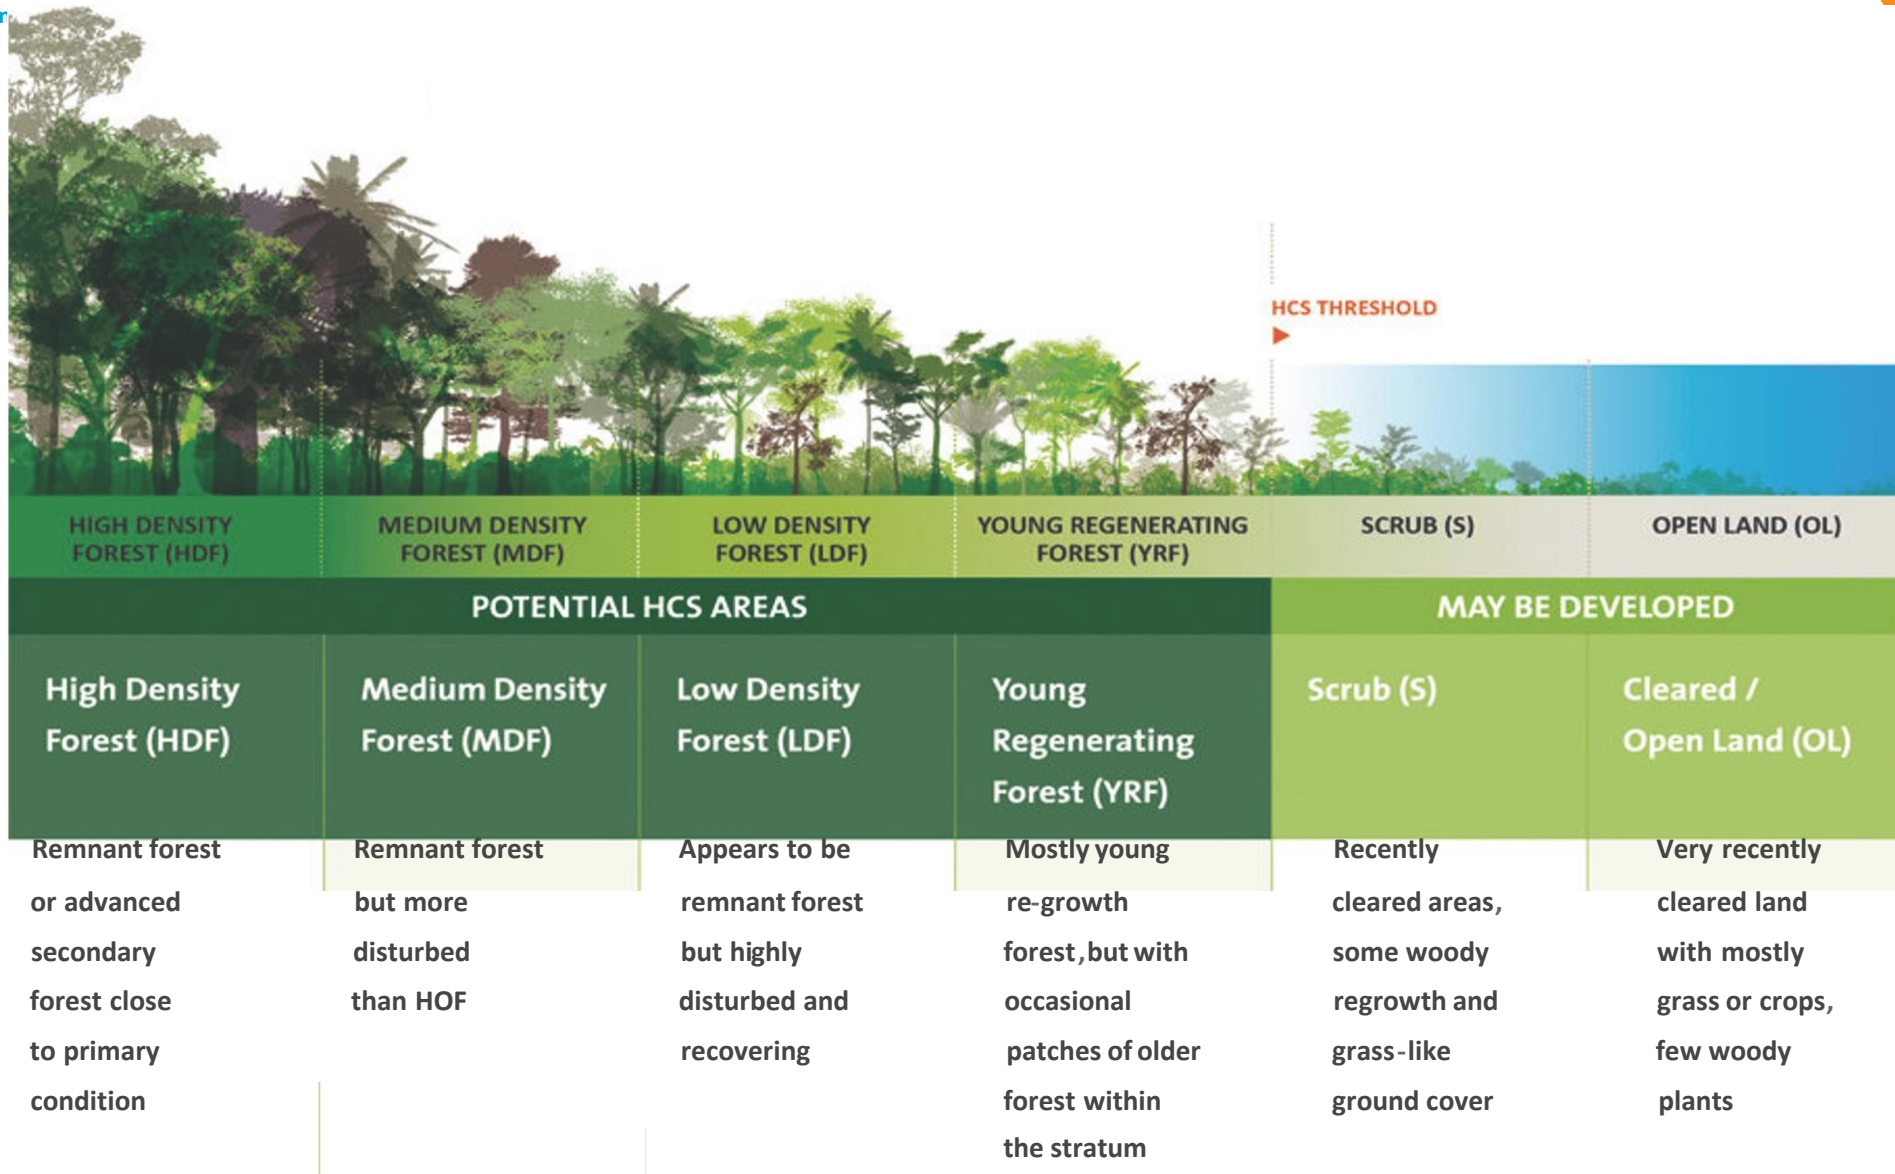 HCS THRESHOLD
HIGH DENSITY
FOREST (HDF)
MEDIUM DENSITY
FOREST (MDF)
LOW DENSITY
FOREST (LDF)
YOUNG REGENERATING
FOREST (YRF)
SCRUB (S)
OPEN LAND (OL)
POTENTIAL HCS AREAS
MAY BE DEVELOPED
High Density
Forest (HDF)
Medium Density
Forest (MDF)
Low Density
Forest (LDF)
Young
Regenerating
Forest (YRF)
Scrub (S)
Cleared /
Open Land (OL)
Remnant forest
or advanced
secondary
forest close
to primary
condition
Remnant forest
but more
disturbed
than HOF
Appears to be
remnant forest
but highly
disturbed and
recovering
Mostly young
re-growth
forest,but with
occasional
patches of older
forest within
the stratum
Recently
cleared areas,
some woody
regrowth and
grass-like
ground cover
Very recently
cleared land
with mostly
grass or crops,
few woody
plants